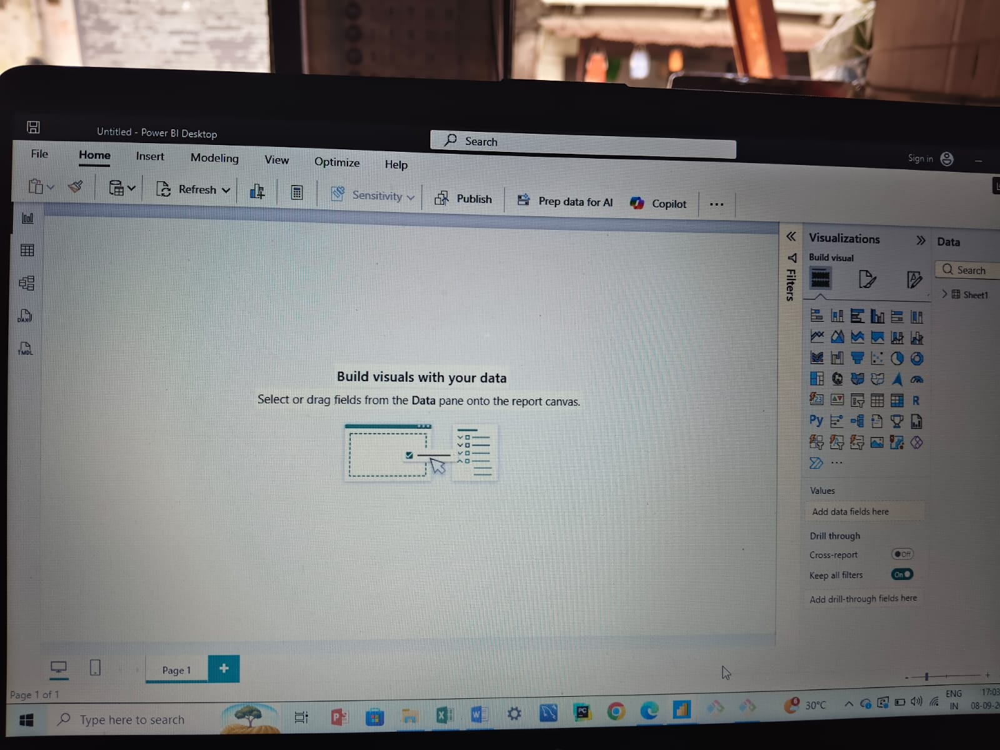 Untitled - Power BI Desktop
Search
Sign in
File
Home
Insert
Modeling
View
Optimize
Help
Refresh
Sensitivity
Publish
Prep data for AI
Copilot
DAX
TMDL
Filters
Visualizations
Build visual
Data
Search
Sheet1
123
R
Py
Build visuals with your data
Select or drag fields from the Data pane onto the report canvas.
Values
Add data fields here
Drill through
Cross-report
Off
Keep all filters
On
Add drill-through fields here
Page 1
Page 1 of 1
Type here to search
30°C
ENG
IN
17:03
08-09-2